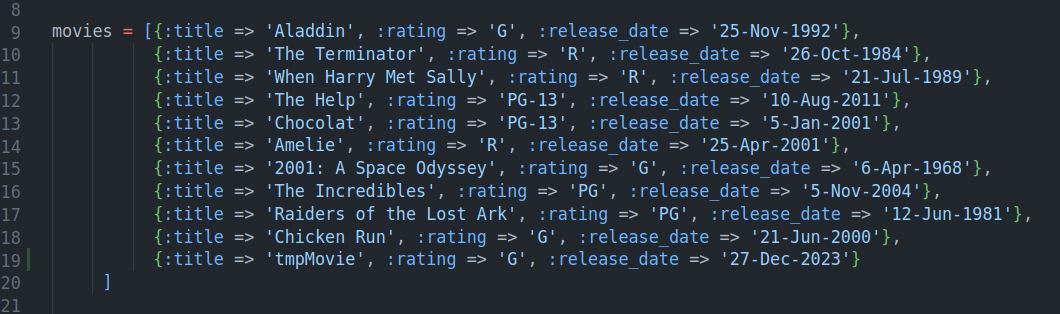 8
9 movies = [{:title => 'Aladdin', :rating => 'G', :release_date => '25-Nov-1992'},
10 {:title => 'The Terminator', :rating => 'R', :release_date => '26-Oct-1984'},
11 {:title => 'When Harry Met Sally', :rating => 'R', :release_date => '21-Jul-1989'},
12 {:title => 'The Help', :rating => 'PG-13', :release_date => '10-Aug-2011'},
13 {:title => 'Chocolat', :rating => 'PG-13', :release_date => '5-Jan-2001'},
14 {:title => 'Amelie', :rating => 'R', :release_date => '25-Apr-2001'},
15 {:title => '2001: A Space Odyssey', :rating => 'G', :release_date => '6-Apr-1968'},
16 {:title => 'The Incredibles', :rating => 'PG', :release_date => '5-Nov-2004'},
17 {:title => 'Raiders of the Lost Ark', :rating => 'PG', :release_date => '12-Jun-1981'},
18 {:title => 'Chicken Run', :rating => 'G', :release_date => '21-Jun-2000'},
19 {:title => 'tmpMovie', :rating => 'G', :release_date => '27-Dec-2023'}
20 ]
21